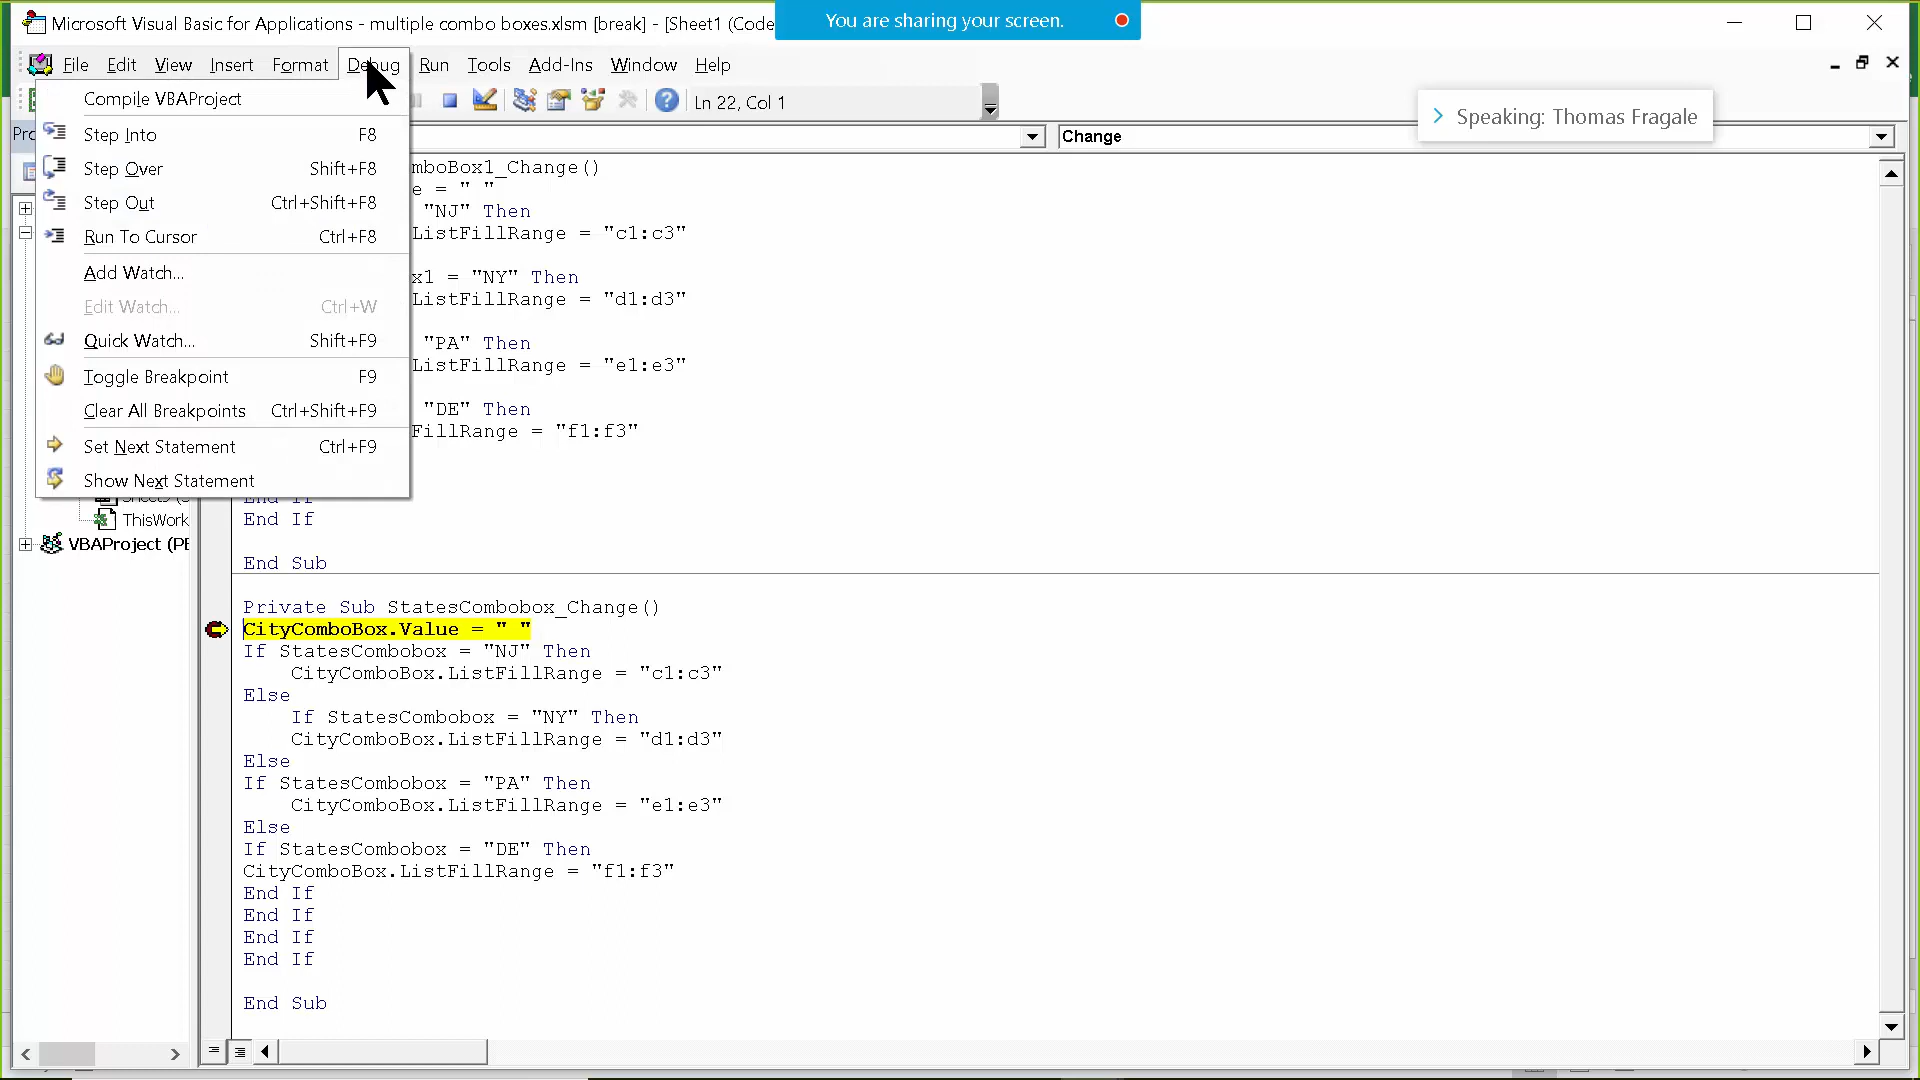 Microsoft Visual Basic for Applications - multiple combo boxes.xlsm [break] - [Sheet1 (Code
You are sharing your screen.
File Edit View Insert Format Debug Run Tools Add-Ins Window Help
Compile VBAProject
Ln 22, Col 1
Speaking: Thomas Fragale
Step Into F8
Change
Step Over Shift+F8
Step Out Ctrl+Shift+F8
Run To Cursor Ctrl+F8
Add Watch...
Edit Watch... Ctrl+W
Quick Watch... Shift+F9
Toggle Breakpoint F9
Clear All Breakpoints Ctrl+Shift+F9
Set Next Statement Ctrl+F9
Show Next Statement
ThisWork
VBAProject (PE
mboBox1_Change()
e = " "
"NJ" Then
ListFillRange = "c1:c3"
x1 = "NY" Then
ListFillRange = "d1:d3"
"PA" Then
ListFillRange = "e1:e3"
"DE" Then
FillRange = "f1:f3"
End If
End If
End Sub
Private Sub StatesCombobox_Change()
CityComboBox.Value = " "
If StatesCombobox = "NJ" Then
CityComboBox.ListFillRange = "c1:c3"
Else
If StatesCombobox = "NY" Then
CityComboBox.ListFillRange = "d1:d3"
Else
If StatesCombobox = "PA" Then
CityComboBox.ListFillRange = "e1:e3"
Else
If StatesCombobox = "DE" Then
CityComboBox.ListFillRange = "f1:f3"
End If
End If
End If
End If
End Sub